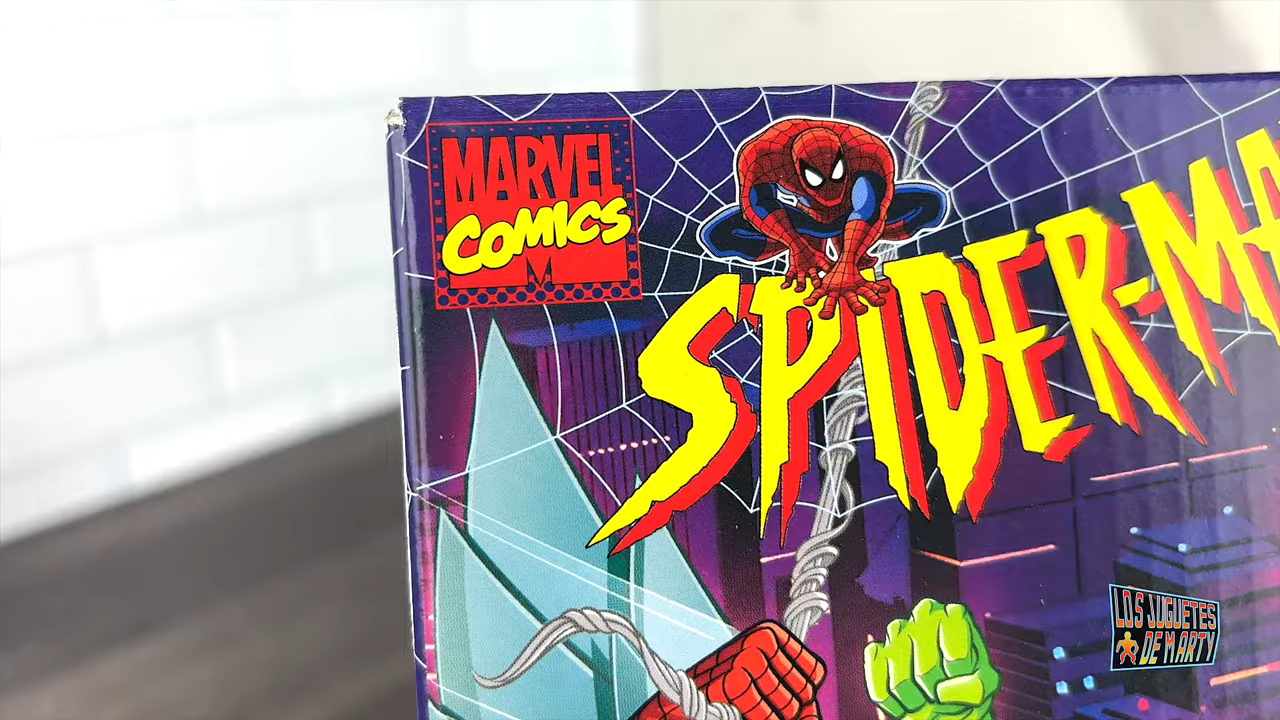 MARVEL
COMICS
SPIDER-MA
LOS JUGUETES
DE MARTY